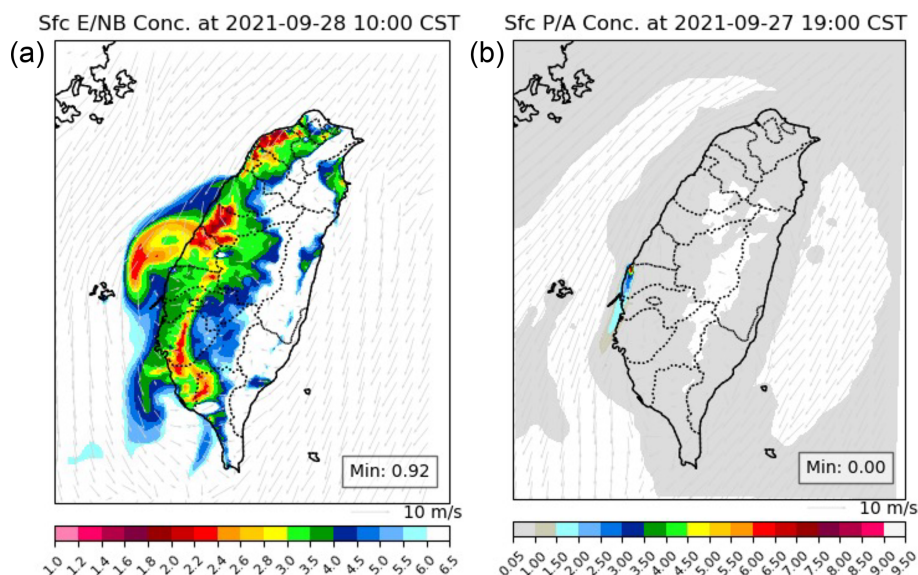 Sfc E/NB Conc. at 2021-09-28 10:00 CST
Sfc P/A Conc. at 2021-09-27 19:00 CST
(a)
(b)
Min: 0.92
Min: 0.00
10 m/s
10 m/s
1.0 1.2 1.4 1.6 1.8 2.0 2.2 2.4 2.6 2.8 3.0 3.5 4.0 4.5 5.0 5.5 6.0 6.5
0.05 1.00 1.50 2.00 2.50 3.00 3.50 4.00 4.50 5.00 5.50 6.00 6.50 7.00 7.50 8.00 8.50 9.00 9.50